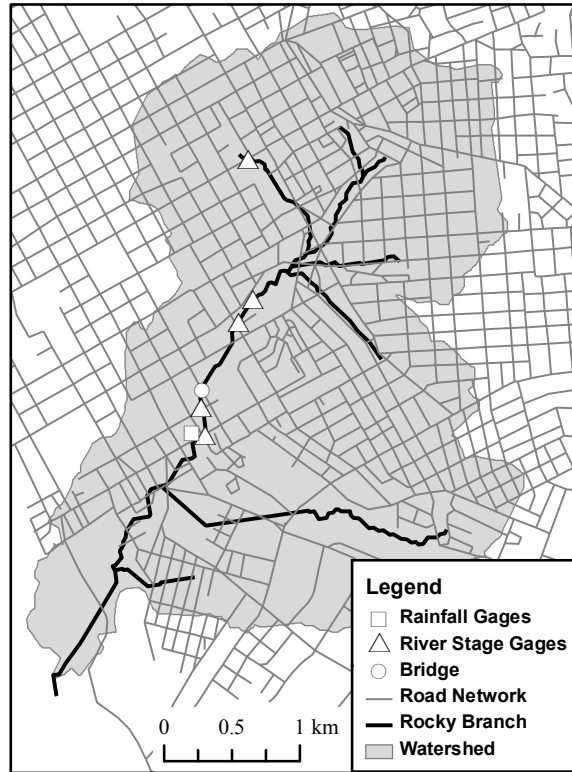 Legend
Rainfall Gages
River Stage Gages
Bridge
Road Network
Rocky Branch
Watershed
0 0.5 1 km